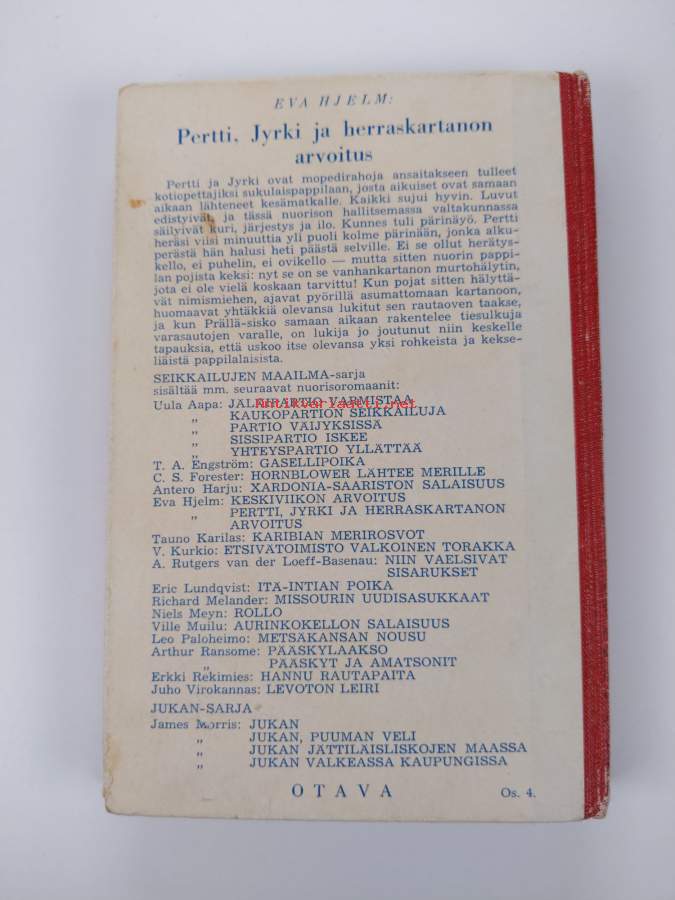 EVA HJELM:
Pertti, Jyrki ja herraskartanon
arvoitus
Pertti ja Jyrki ovat mopedirahoja ansaitakseen tulleet
kotiopettajiksi sukulaispappilaan, josta aikuiset ovat samaan
aikaan lähteneet kesämatkalle. Kaikki sujui hyvin. Luvut
edistyivät, ja tässä nuorison hallitsemassa valtakunnassa
säilyivät kuri, järjestys ja ilo. Kunnes tuli pärinäyö. Pertti
heräsi viisi minuuttia yli puoli kolme pärinään, jonka alku-
perästä hän halusi heti päästä selville. Ei se ollut herätys-
kello, ei puhelin, ei ovikello — mutta sitten nuorin pappi-
lan pojista keksi: nyt se on se vanhankartanon murtohälytin,
jota ei ole vielä koskaan tarvittu! Kun pojat sitten hälyttä-
vät nimismiehen, ajavat pyörillä asumattomaan kartanoon,
huomaavat yhtäkkiä olevansa lukitut sen rautaoven taakse,
ja kun Prällä-sisko samaan aikaan rakentelee tiesulkuja
varasautojen varalle, on lukija jo joutunut niin keskelle
tapauksia, että uskoo itse olevansa yksi rohkeista ja kekse-
liäistä pappilalaisista.
SEIKKAILUJEN MAAILMA-sarja
sisältää mm. seuraavat nuorisoromaanit:
Uula Aapa: JÄLKIPARTIO VARMISTAA
Antikvariaatti.net
„ KAUKOPARTION SEIKKAILUJA
„ PARTIO VÄIJYKSISSÄ
„ SISSIPARTIO ISKEE
„ YHTEYSPARTIO YLLÄTTÄÄ
T. A. Engström: GASELLIPOIKA
C. S. Forester: HORNBLOWER LÄHTEE MERILLE
Antero Harju: XARDONIA-SAARISTON SALAISUUS
Eva Hjelm: KESKIVIIKON ARVOITUS
„ PERTTI, JYRKI JA HERRASKARTANON
ARVOITUS
Tauno Karilas: KARIBIAN MERIROSVOT
V. Kurkio: ETSIVÄTOIMISTO VALKOINEN TORAKKA
A. Rutgers van der Loeff-Basenau: NIIN VAELSIVAT
SISARUKSET
Eric Lundqvist: ITÄ-INTIAN POIKA
Richard Melander: MISSOURIN UUDISASUKKAAT
Niels Meyn: ROLLO
Ville Muilu: AURINKOKELLON SALAISUUS
Leo Paloheimo: METSÄKANSAN NOUSU
Arthur Ransome: PÄÄSKYLAAKSO
„ PÄÄSKYT JA AMATSONIT
Erkki Rekimies: HANNU RAUTAPAITA
Juho Virokannas: LEVOTON LEIRI
JUKAN-SARJA
James Morris: JUKAN
„ JUKAN, PUUMAN VELI
„ JUKAN JÄTTILÄISLISKOJEN MAASSA
„ JUKAN VALKEASSA KAUPUNGISSA
OTAVA
Os. 4.